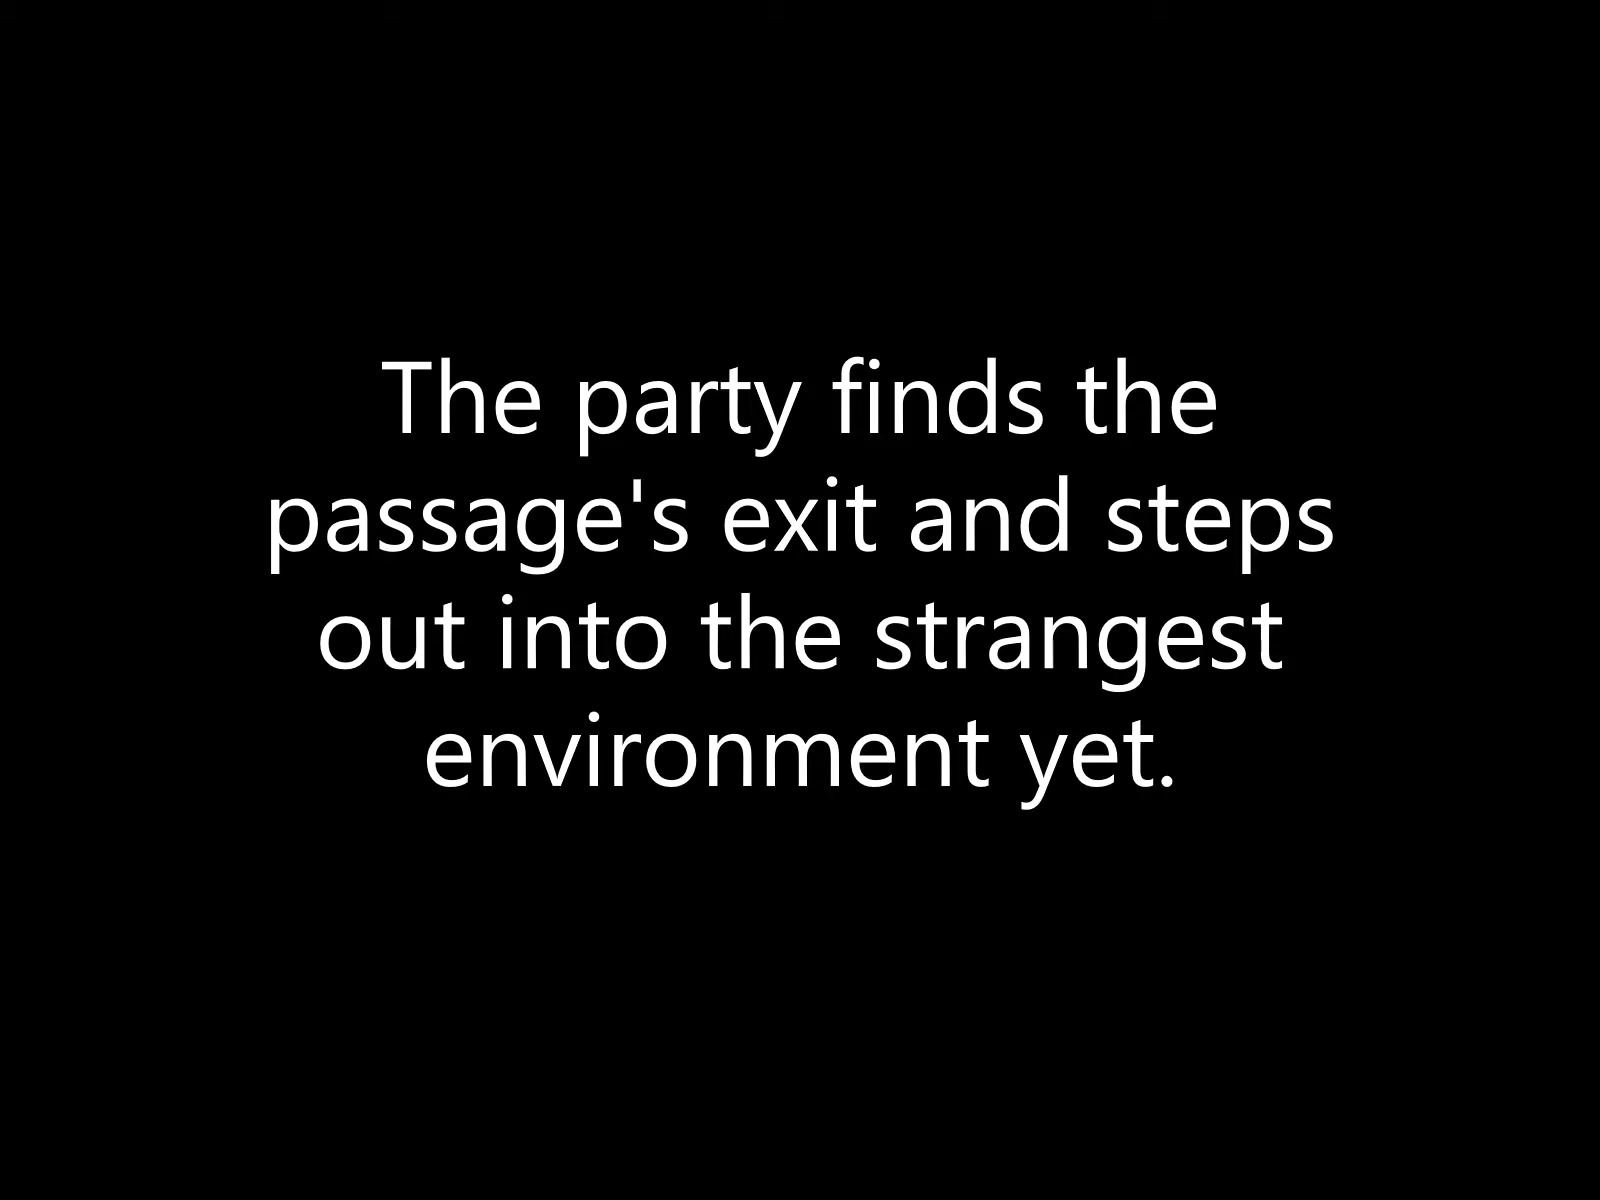 The party finds the
passage's exit and steps
out into the strangest
environment yet.